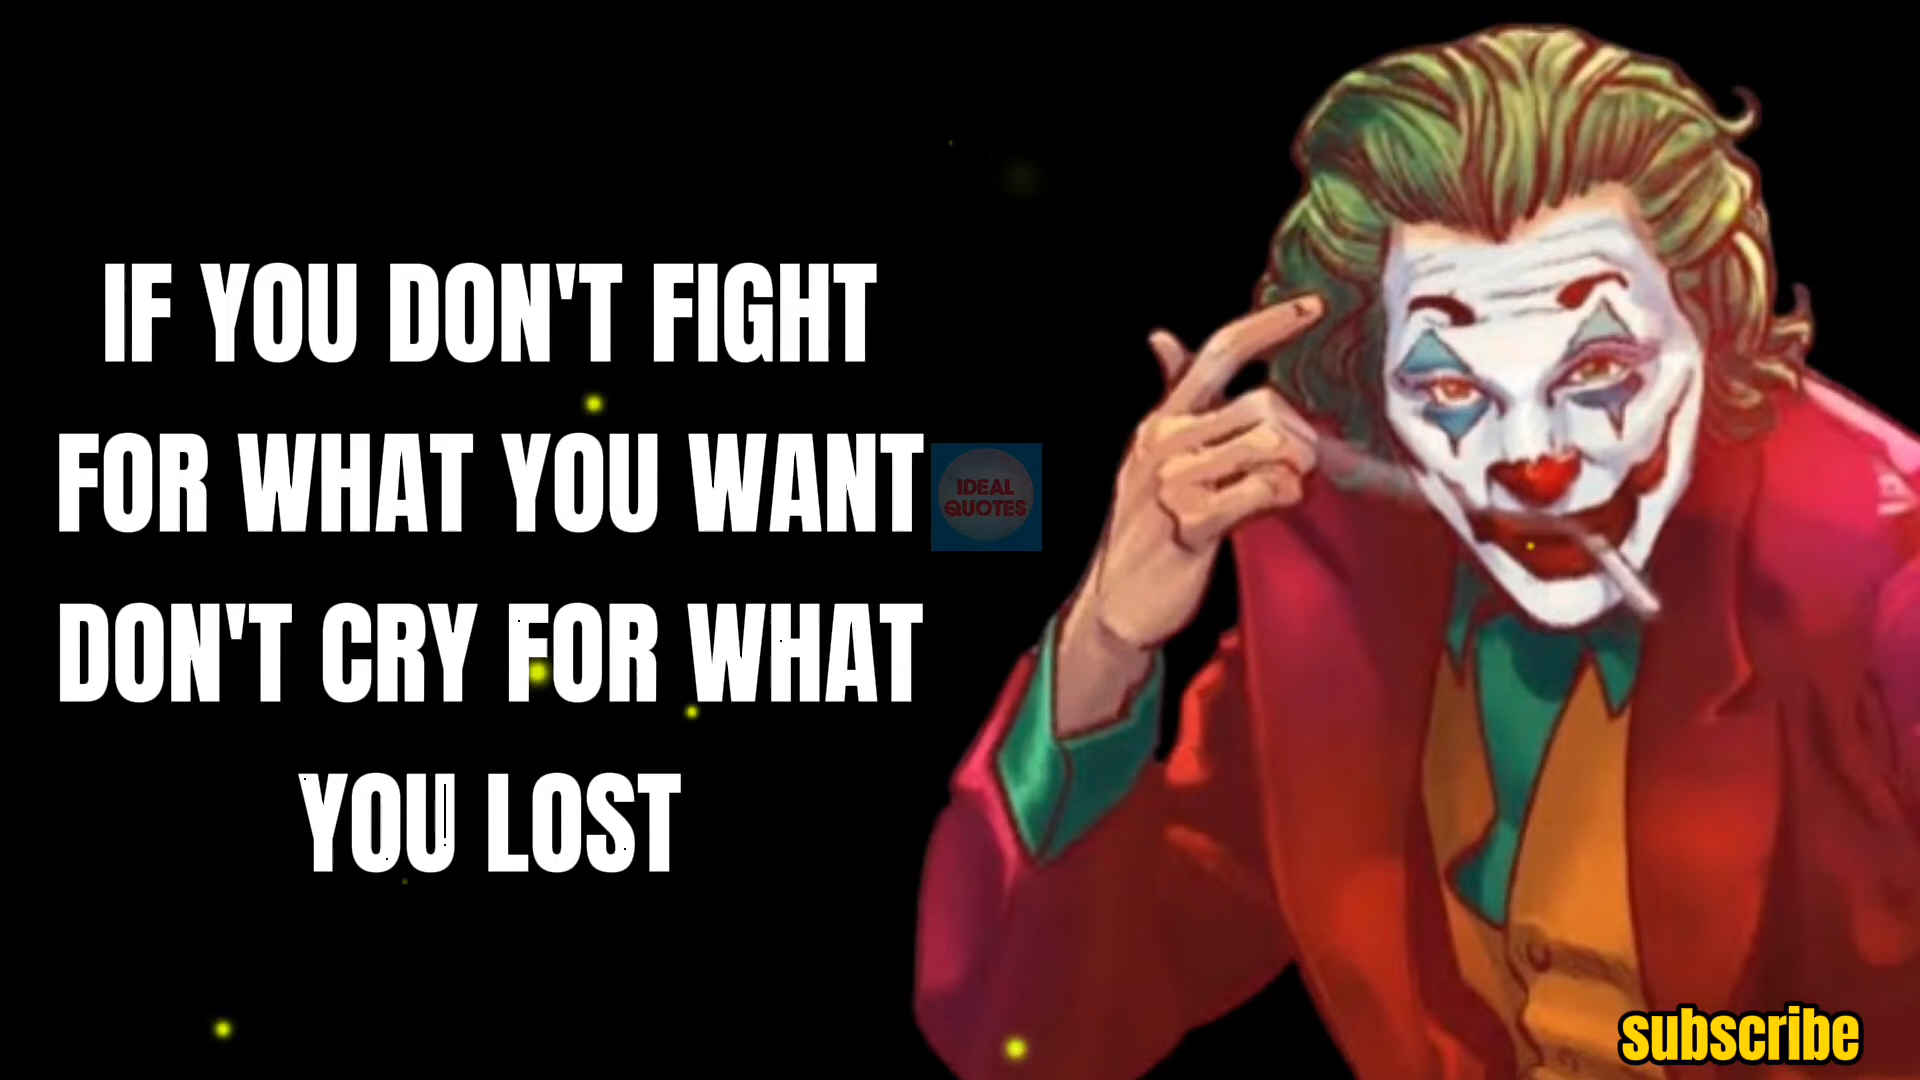 IF YOU DON'T FIGHT
FOR WHAT YOU WANT
DON'T CRY FOR WHAT
YOU LOST
IDEAL
QUOTES
subscribe